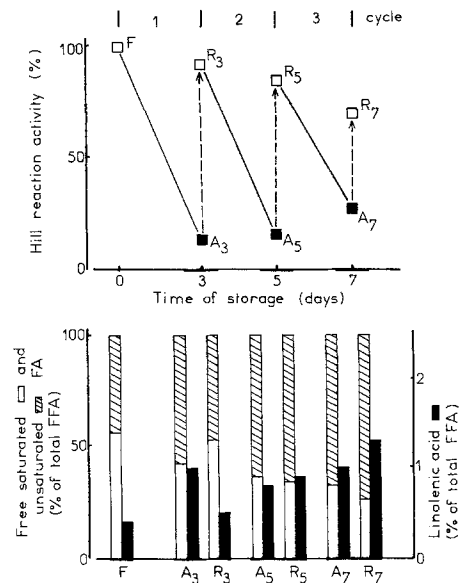 1 2 3 cycle
Hill reaction activity (%)
100
50
0
F
R3
R5
R7
A3
A5
A7
0 3 5 7
Time of storage (days)
Free saturated and
unsaturated FA
(% of total FFA)
100
50
0
2
1
0
Linolenic acid
(% of total FFA)
F A3 R3 A5 R5 A7 R7